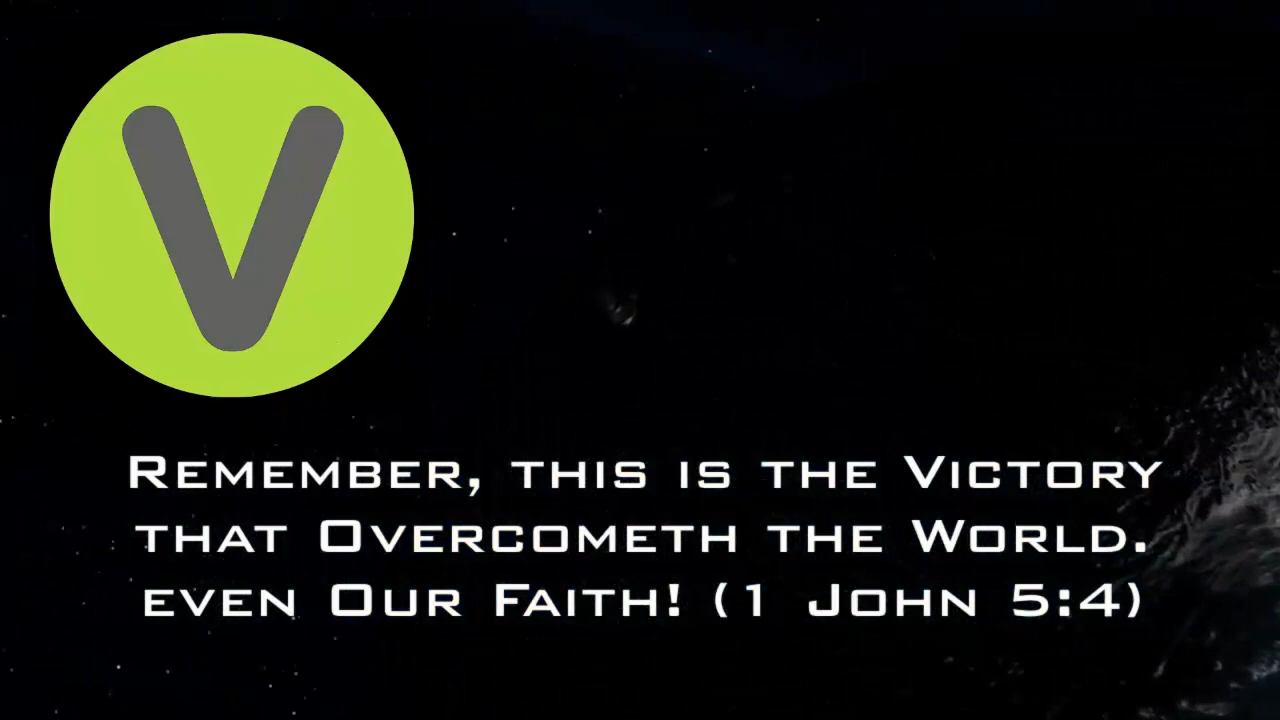 V
Remember, this is the Victory
that Overcometh the World.
even Our Faith! (1 John 5:4)